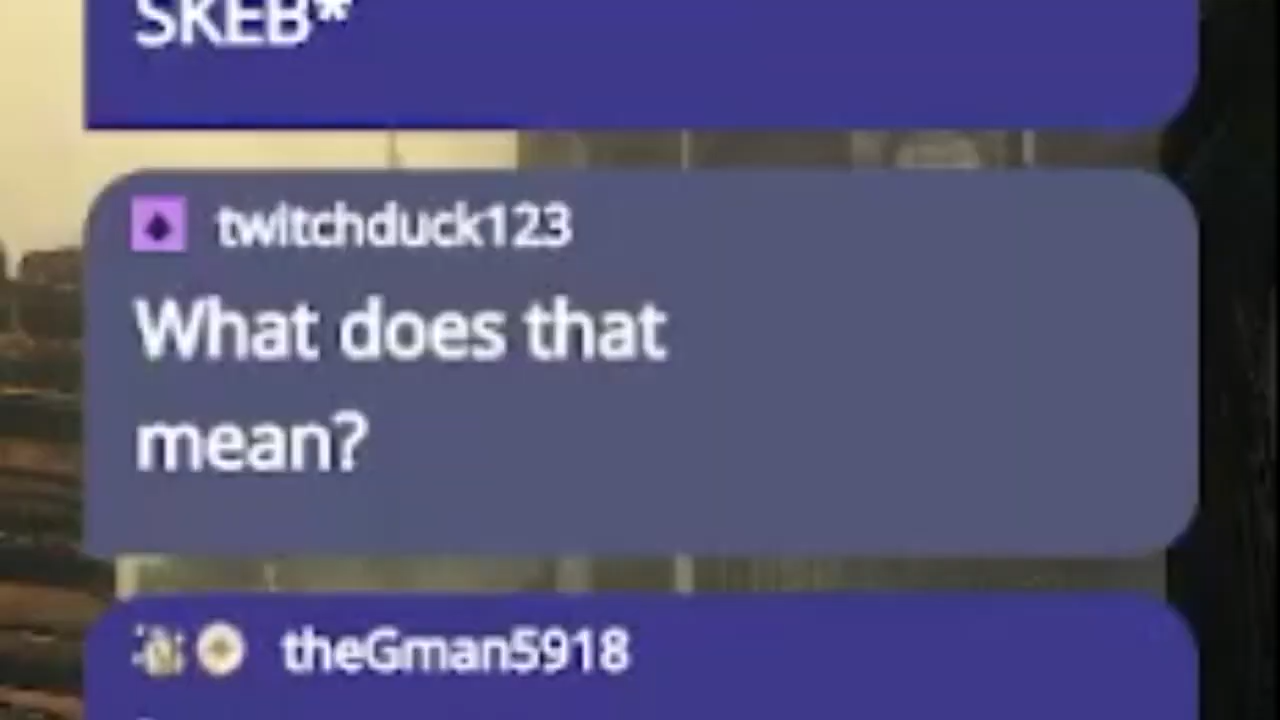 SKEB*
twitchduck123
What does that
mean?
theGman5918